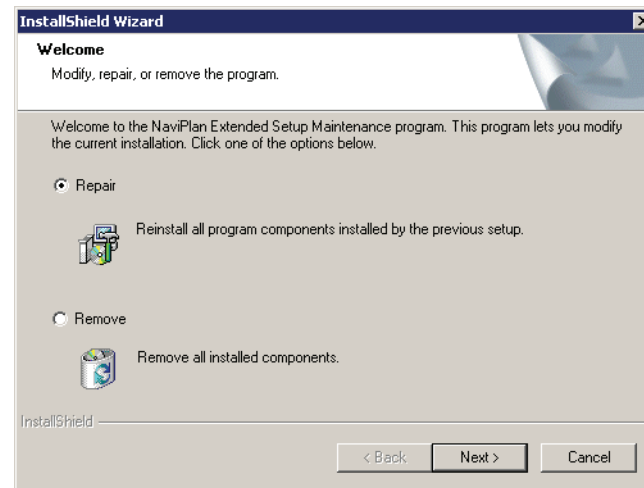 InstallShield Wizard
Welcome
Modify, repair, or remove the program.
Welcome to the NaviPlan Extended Setup Maintenance program. This program lets you modify
the current installation. Click one of the options below.
Repair
Reinstall all program components installed by the previous setup.
Remove
Remove all installed components.
InstallShield
< Back
Next >
Cancel